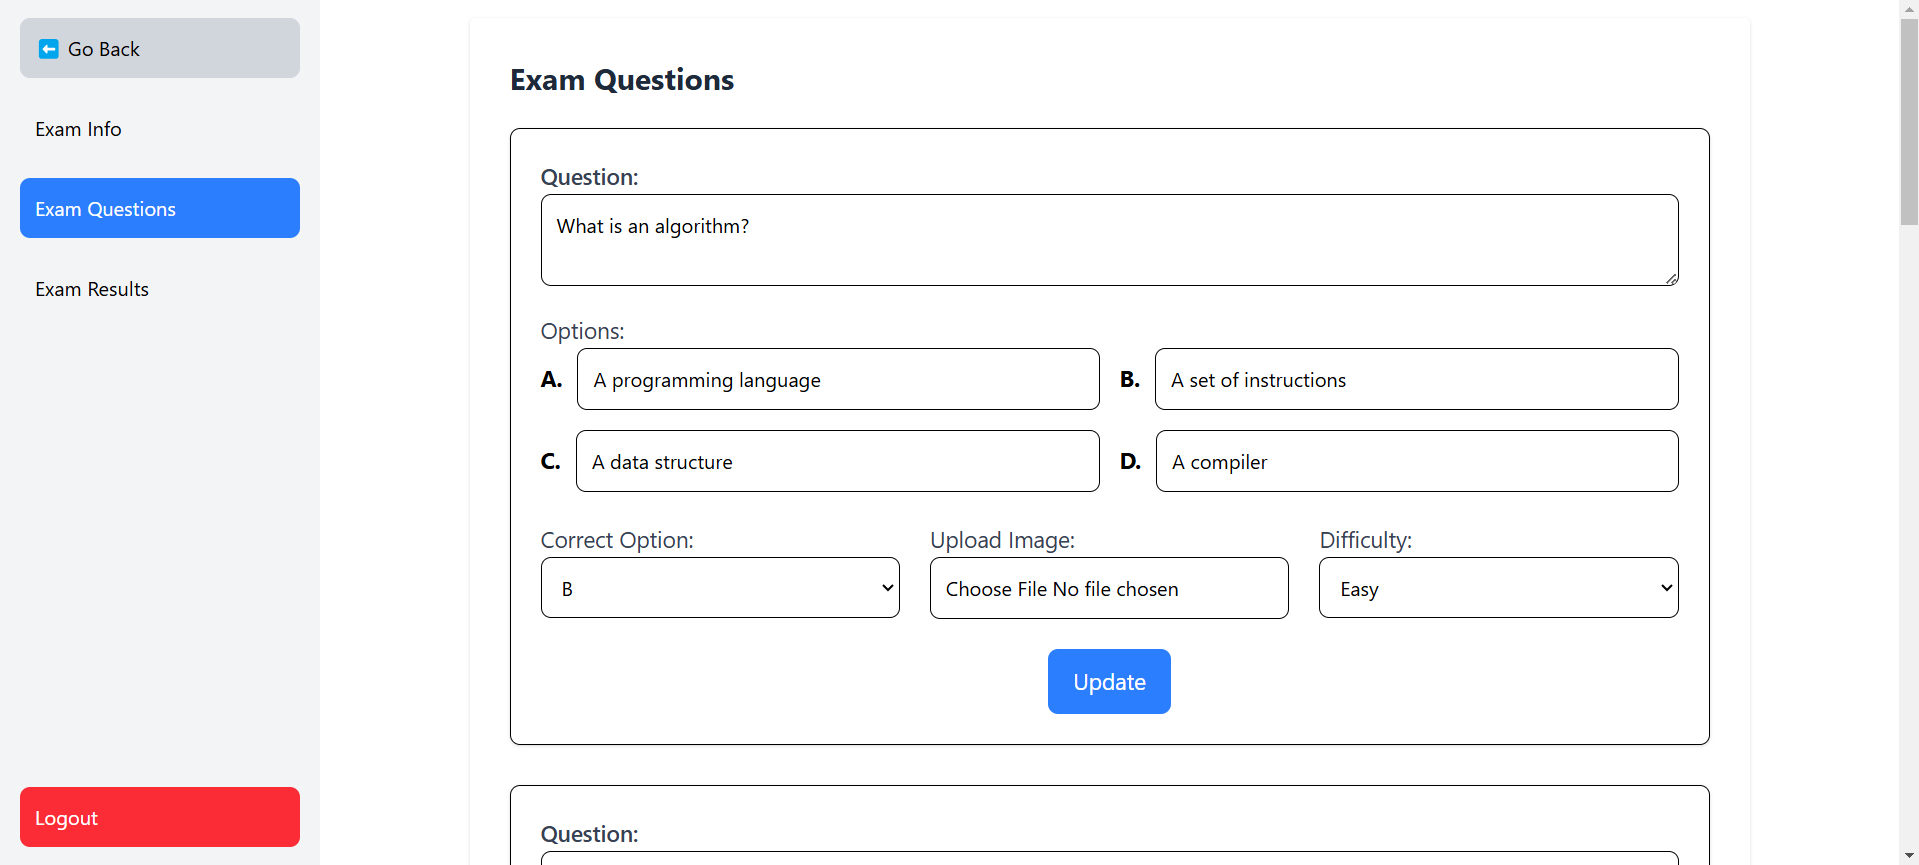 Go Back
Exam Info
Exam Questions
Exam Results
Logout
Exam Questions
Question:
What is an algorithm?
Options:
A. A programming language
B. A set of instructions
C. A data structure
D. A compiler
Correct Option:
B
Upload Image:
Choose File No file chosen
Difficulty:
Easy
Update
Question: